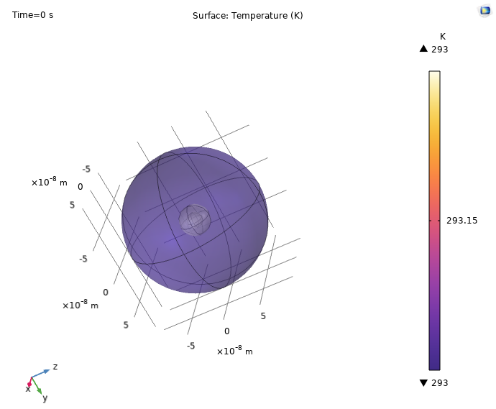 Time=0 s
Surface: Temperature (K)
K
▲ 293
293.15
▼ 293
-5
×10⁻⁸ m
0
5
-5
0
×10⁻⁸ m
5
5
0
-5
×10⁻⁸ m
z
x
y